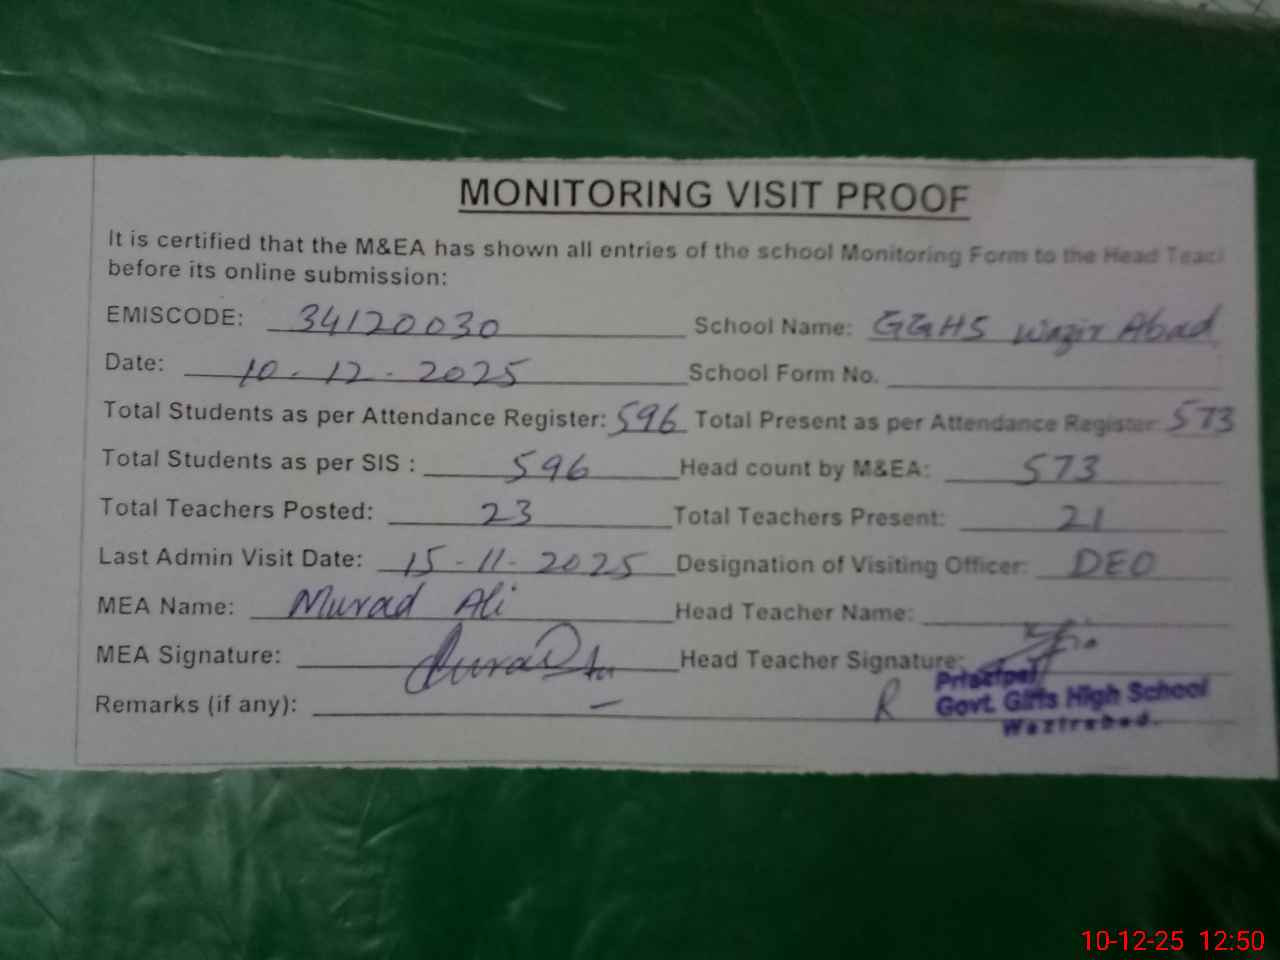 MONITORING VISIT PROOF
It is certified that the M&EA has shown all entries of the school Monitoring Form to the Head Teac
before its online submission:
EMISCODE: 34120030 School Name: GGHS Wazir Abad
Date: 10-12-2025 School Form No.
Total Students as per Attendance Register: 596 Total Present as per Attendance Register: 573
Total Students as per SIS : 596 Head count by M&EA: 573
Total Teachers Posted: 23 Total Teachers Present: 21
Last Admin Visit Date: 15-11-2025 Designation of Visiting Officer: DEO
MEA Name: Murad Ali Head Teacher Name:
MEA Signature: Head Teacher Signature:
Remarks (if any): — R
Principal
Govt. Girls High School
Wazirabad.
10-12-25 12:50